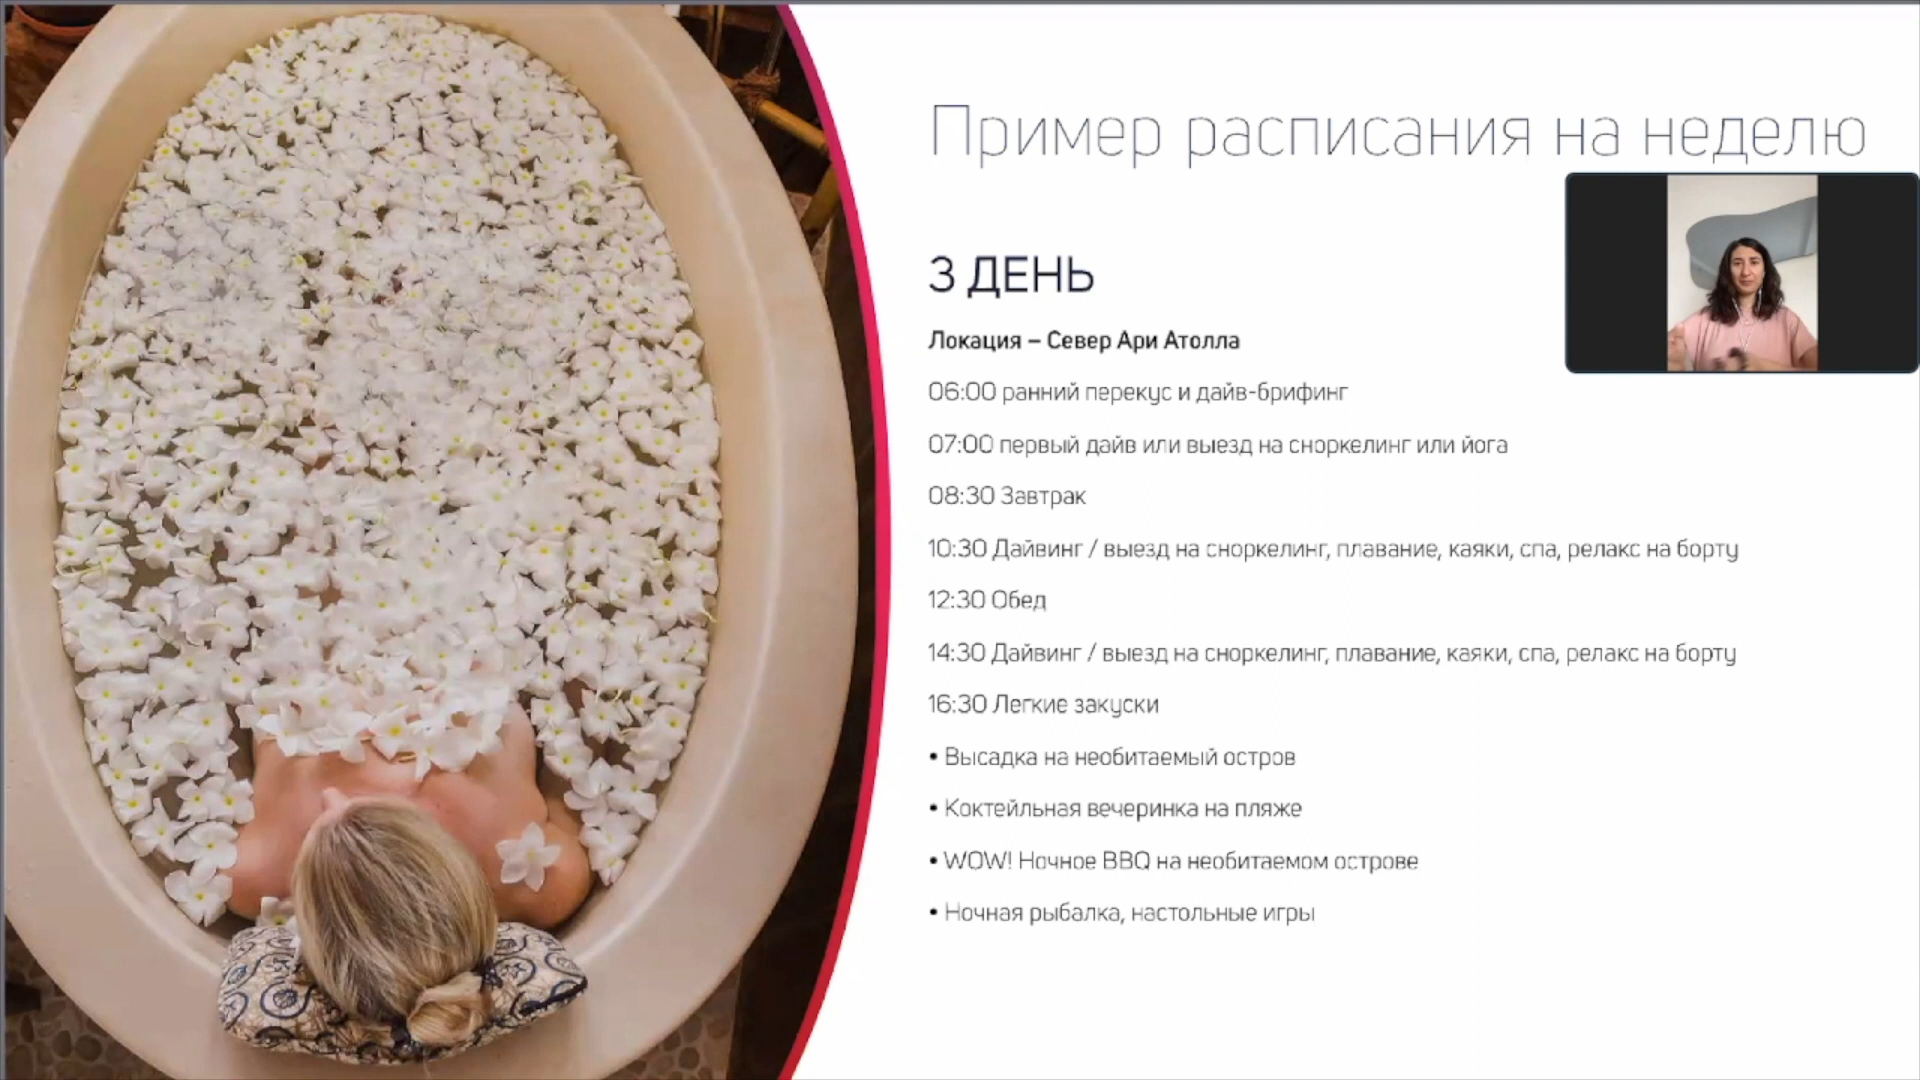 Пример расписания на неделю
3 ДЕНЬ
Локация – Север Ари Атолла
06:00 ранний перекус и дайв-брифинг
07:00 первый дайв или выезд на снорkелинг или йога
08:30 Завтрак
10:30 Дайвинг / выезд на сноркелинг, плавание, каяки, спа, релакс на борту
12:30 Обед
14:30 Дайвинг / выезд на сноркелинг, плавание, каяки, спа, релакс на борту
16:30 Легкие закуски
• Высадка на необитаемый остров
• Коктейльная вечеринка на пляже
• WOW! Ночное BBQ на необитаемом острове
• Ночная рыбалка, настольные игры